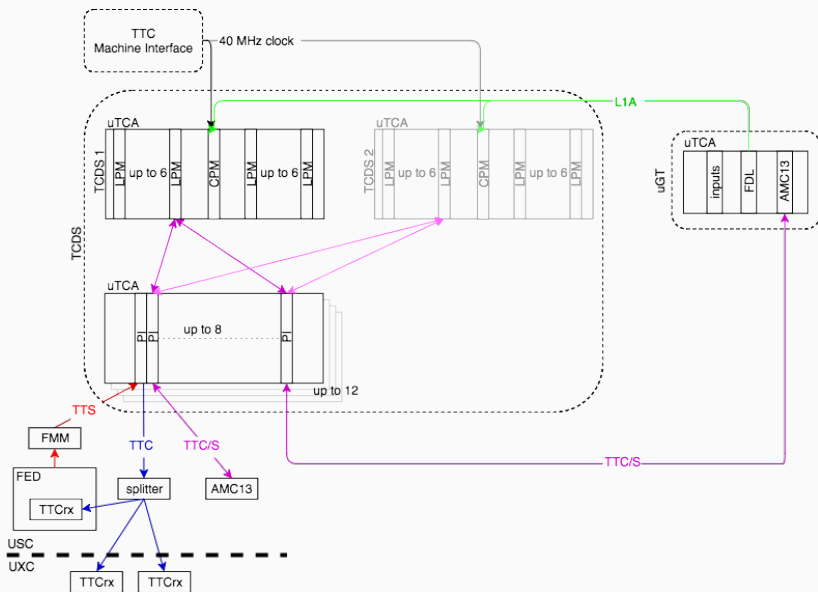 TTC
Machine Interface
40 MHz clock
L1A
uTCA
TCDS 1
LPM
up to 6
LPM
CPM
LPM
up to 6
LPM
uTCA
TCDS 2
LPM
up to 6
LPM
CPM
LPM
up to 6
LPM
uTCA
uGT
inputs
FDL
AMC13
TCDS
uTCA
PI
PI
up to 8
PI
up to 12
TTS
FMM
TTC
TTC/S
TTC/S
FED
TTCrx
splitter
AMC13
USC
UXC
TTCrx
TTCrx